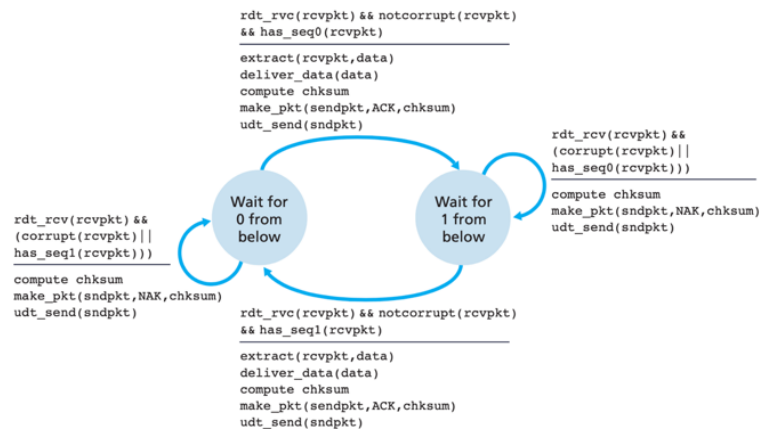 rdt_rvc(rcvpkt) && notcorrupt(rcvpkt)
&& has_seq0(rcvpkt)
extract(rcvpkt,data)
deliver_data(data)
compute chksum
make_pkt(sendpkt,ACK,chksum)
udt_send(sndpkt)
rdt_rcv(rcvpkt) &&
(corrupt(rcvpkt)||
has_seq0(rcvpkt)))
compute chksum
make_pkt(sndpkt,NAK,chksum)
udt_send(sndpkt)
Wait for
0 from
below
Wait for
1 from
below
rdt_rcv(rcvpkt) &&
(corrupt(rcvpkt)||
has_seq1(rcvpkt)))
compute chksum
make_pkt(sndpkt,NAK,chksum)
udt_send(sndpkt)
rdt_rvc(rcvpkt) && notcorrupt(rcvpkt)
&& has_seq1(rcvpkt)
extract(rcvpkt,data)
deliver_data(data)
compute chksum
make_pkt(sendpkt,ACK,chksum)
udt_send(sndpkt)